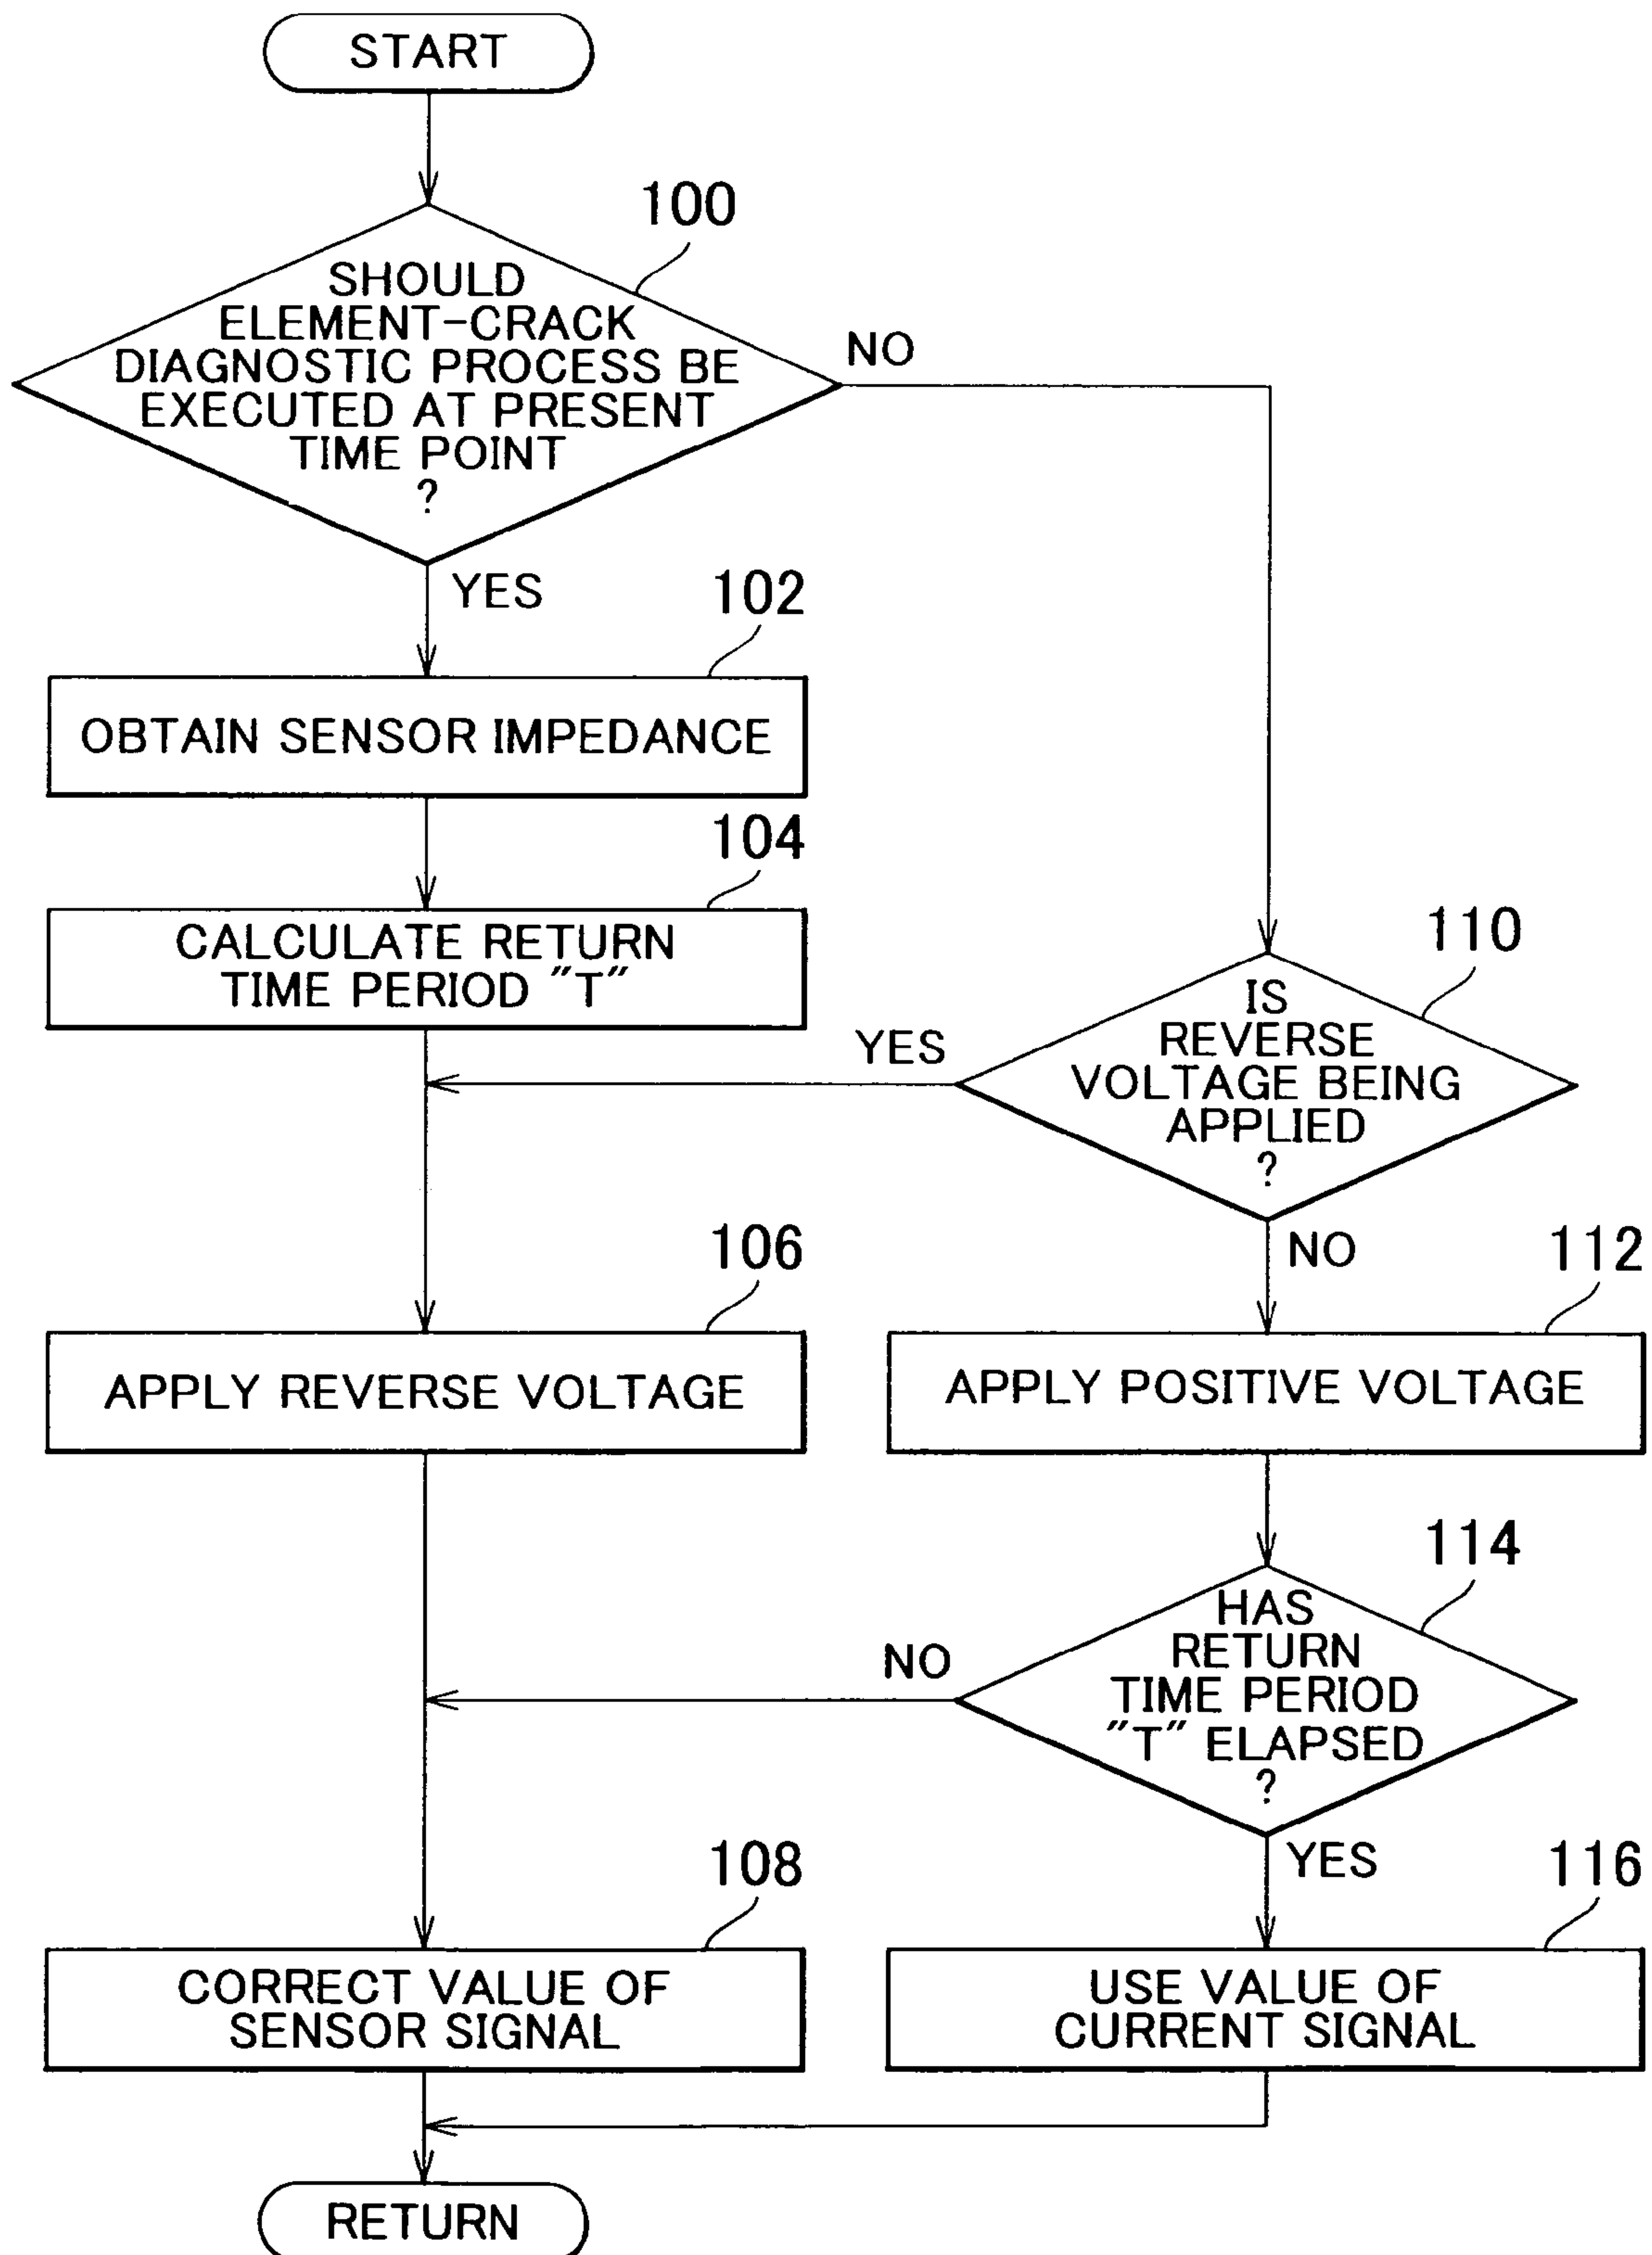 START
100
SHOULD
ELEMENT-CRACK
DIAGNOSTIC PROCESS BE
EXECUTED AT PRESENT
TIME POINT
?
NO
YES
102
OBTAIN SENSOR IMPEDANCE
104
CALCULATE RETURN
TIME PERIOD "T"
110
IS
REVERSE
VOLTAGE BEING
APPLIED
?
YES
NO
106
APPLY REVERSE VOLTAGE
112
APPLY POSITIVE VOLTAGE
114
HAS
RETURN
TIME PERIOD
"T" ELAPSED
?
NO
YES
108
CORRECT VALUE OF
SENSOR SIGNAL
116
USE VALUE OF
CURRENT SIGNAL
RETURN